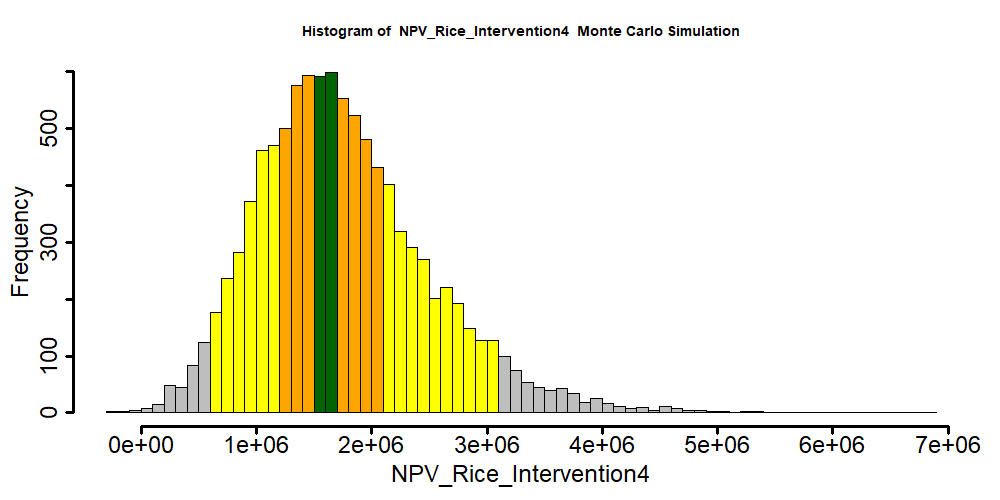 Histogram of NPV_Rice_Intervention4 Monte Carlo Simulation
Frequency
500
300
100
0
0e+00 1e+06 2e+06 3e+06 4e+06 5e+06 6e+06 7e+06
NPV_Rice_Intervention4